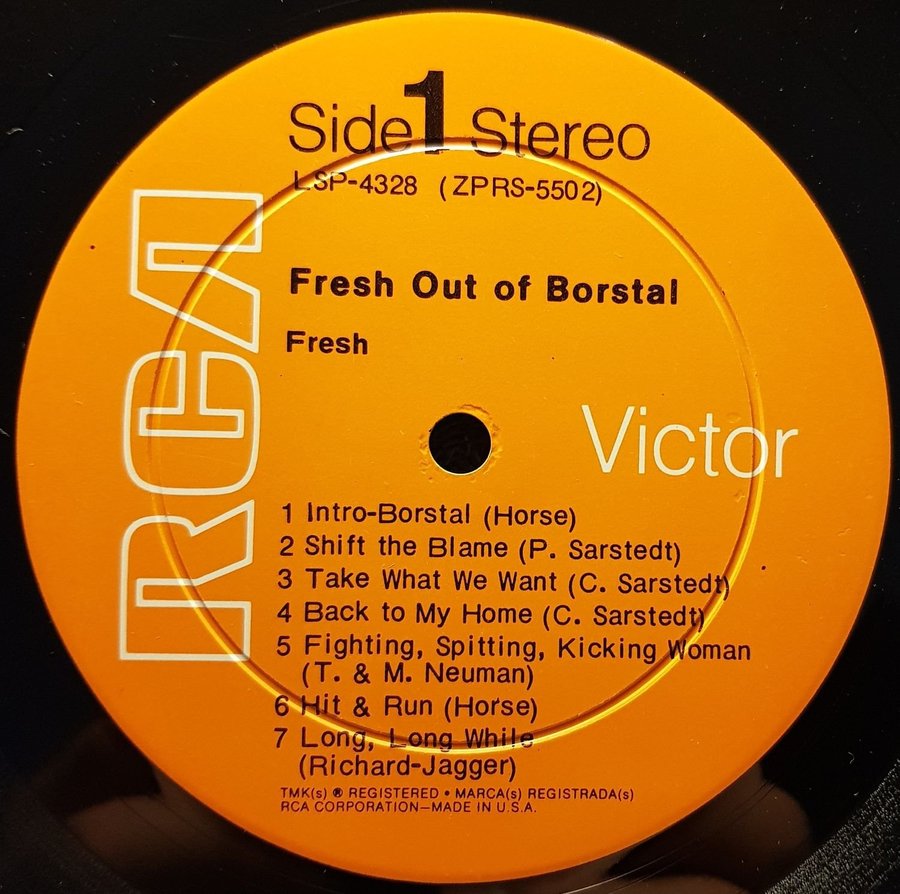 Side 1 Stereo
LSP-4328 (ZPRS-5502)
RCA
Fresh Out of Borstal
Fresh
Victor
1 Intro-Borstal (Horse)
2 Shift the Blame (P. Sarstedt)
3 Take What We Want (C. Sarstedt)
4 Back to My Home (C. Sarstedt)
5 Fighting, Spitting, Kicking Woman
(T. & M. Neuman)
6 Hit & Run (Horse)
7 Long, Long While
(Richard-Jagger)
TMK(s) ® REGISTERED • MARCA(s) REGISTRADA(s)
RCA CORPORATION—MADE IN U.S.A.